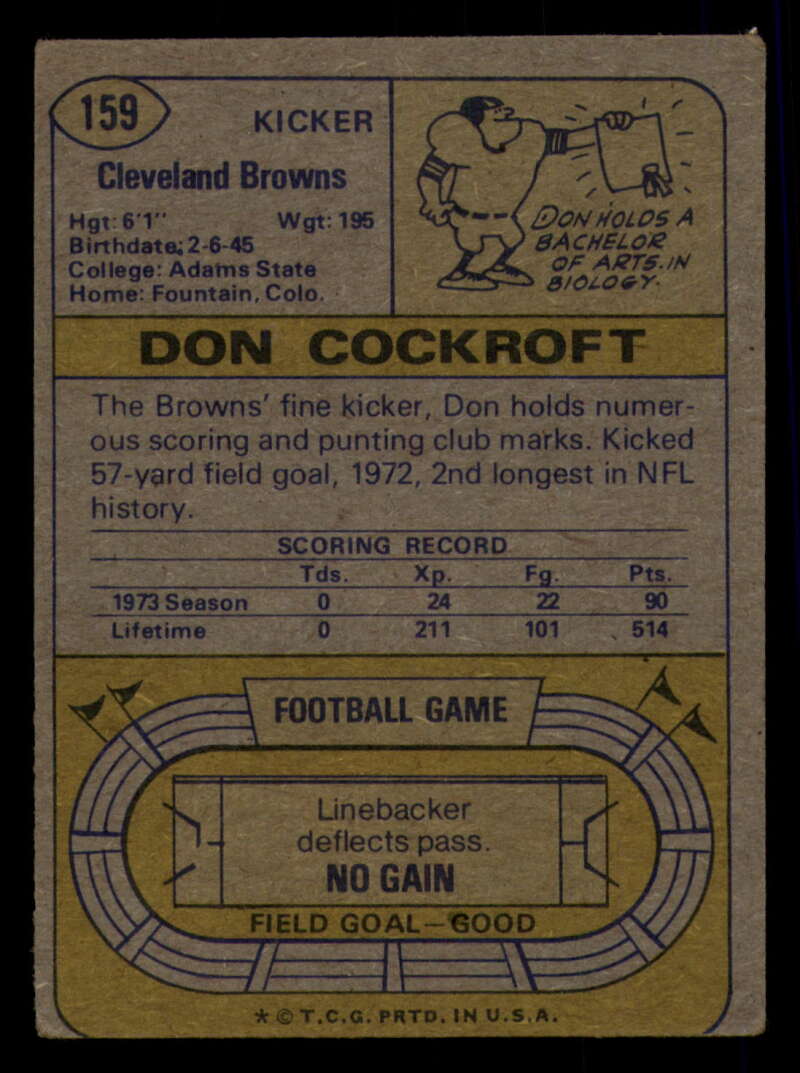 159
KICKER
Cleveland Browns
Hgt: 6'1" Wgt: 195
Birthdate: 2-6-45
College: Adams State
Home: Fountain, Colo.
DON HOLDS A
BACHELOR
OF ARTS. IN
BIOLOGY.
DON COCKROFT
The Browns' fine kicker, Don holds numer-
ous scoring and punting club marks. Kicked
57-yard field goal, 1972, 2nd longest in NFL
history.
SCORING RECORD
Tds. Xp. Fg. Pts.
1973 Season 0 24 22 90
Lifetime 0 211 101 514
FOOTBALL GAME
Linebacker
deflects pass.
NO GAIN
FIELD GOAL—GOOD
* © T.C.G. PRTD. IN U.S.A.